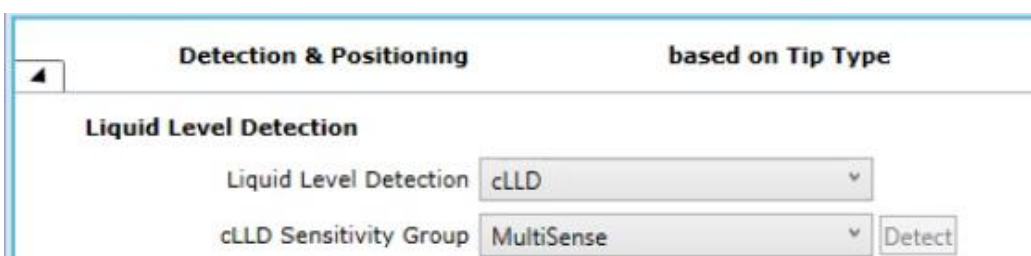 Detection & Positioning based on Tip Type
Liquid Level Detection
Liquid Level Detection cLLD
cLLD Sensitivity Group MultiSense Detect